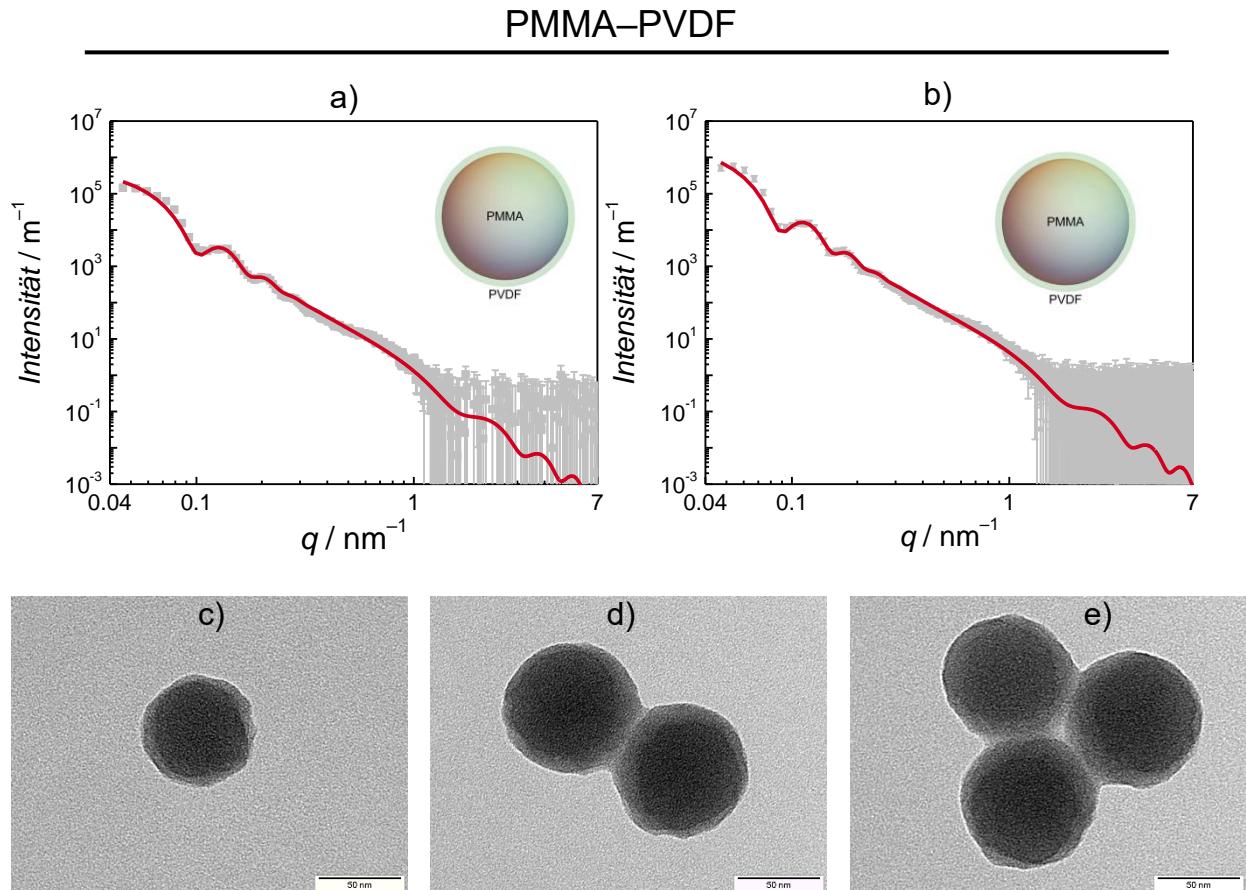 PMMA–PVDF
a)
b)
10⁷
10⁵
10³
10¹
10⁻¹
10⁻³
Intensität / m⁻¹
0.04
0.1
1
7
q / nm⁻¹
PMMA
PVDF
10⁷
10⁵
10³
10¹
10⁻¹
10⁻³
Intensität / m⁻¹
0.04
0.1
1
7
q / nm⁻¹
PMMA
PVDF
c)
d)
e)
50 nm
50 nm
50 nm